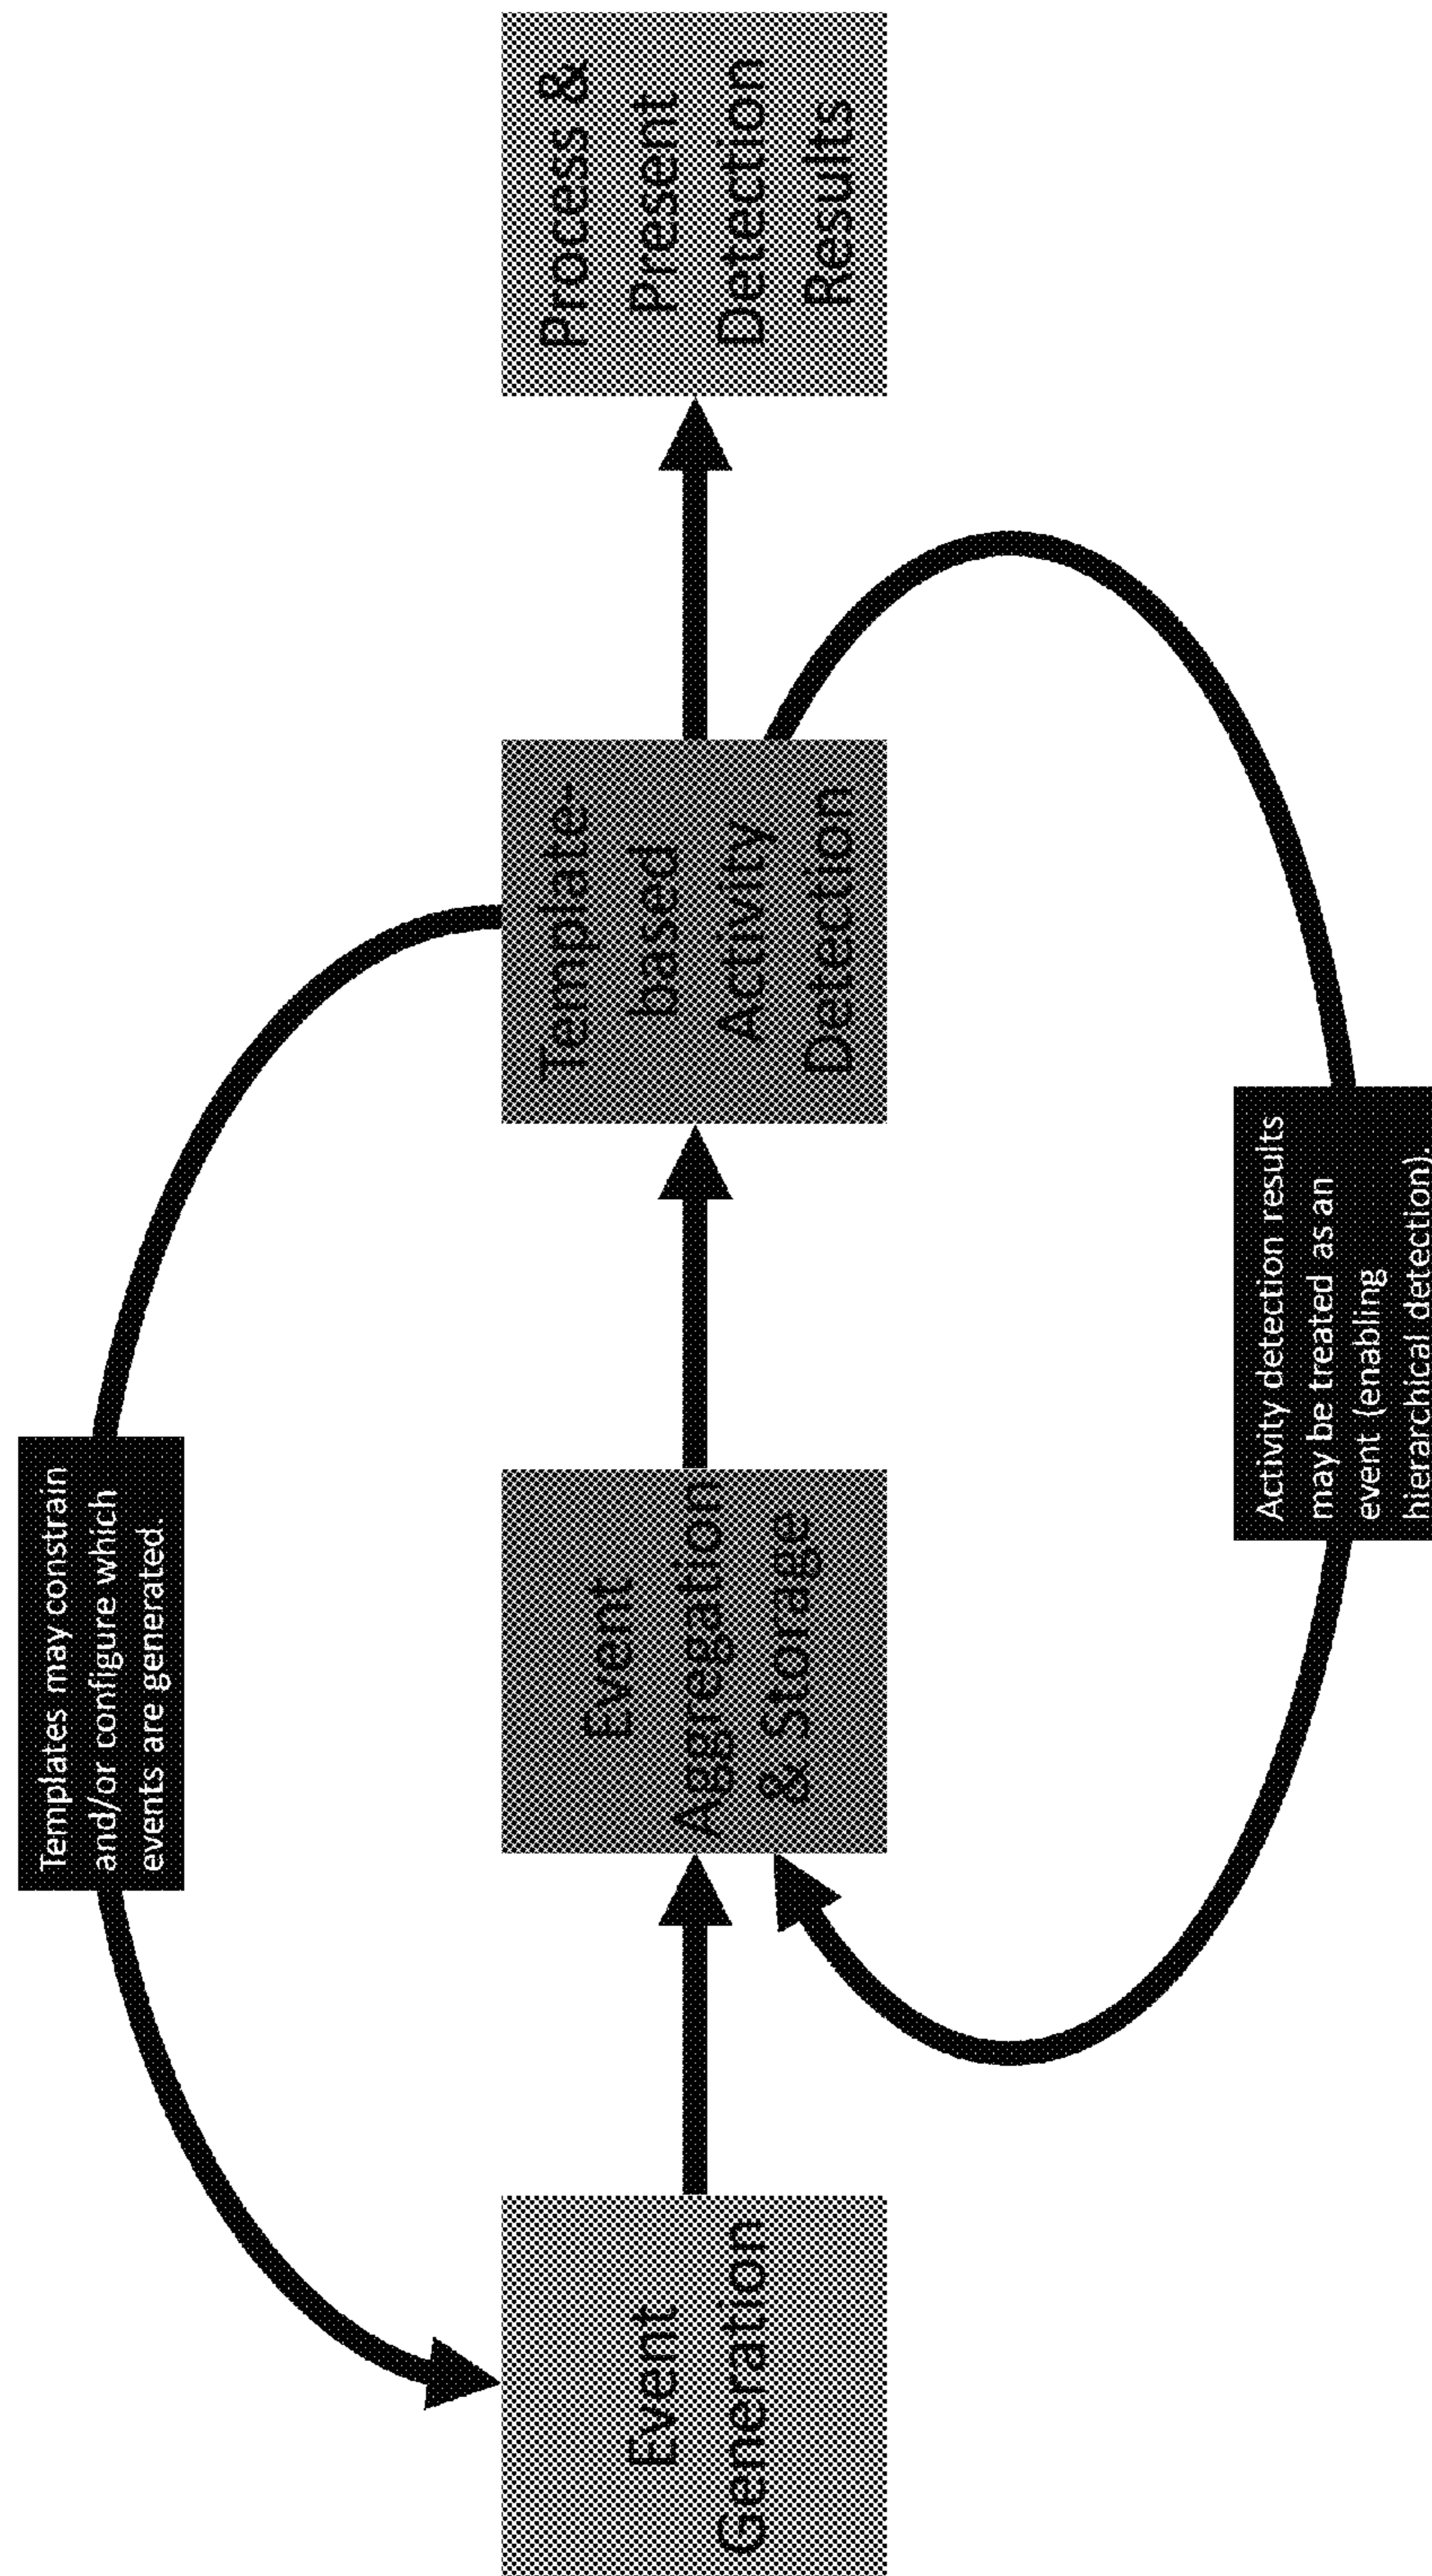 Templates may constrain
and/or configure which
events are generated.
Event
Generation
Event
Aggregation
& Storage
Template-
based
Activity
Detection
Process &
Present
Detection
Results
Activity detection results
may be treated as an
event (enabling
hierarchical detection).